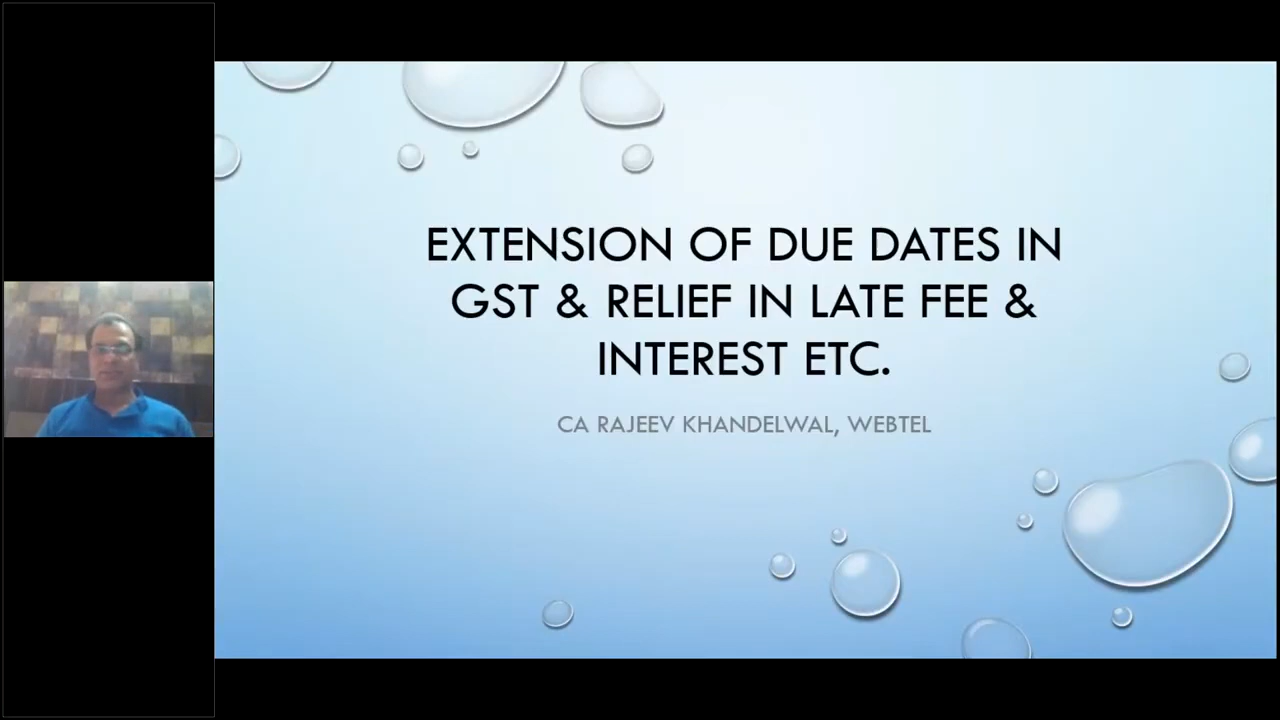 EXTENSION OF DUE DATES IN
GST & RELIEF IN LATE FEE &
INTEREST ETC.
CA RAJEEV KHANDELWAL, WEBTEL